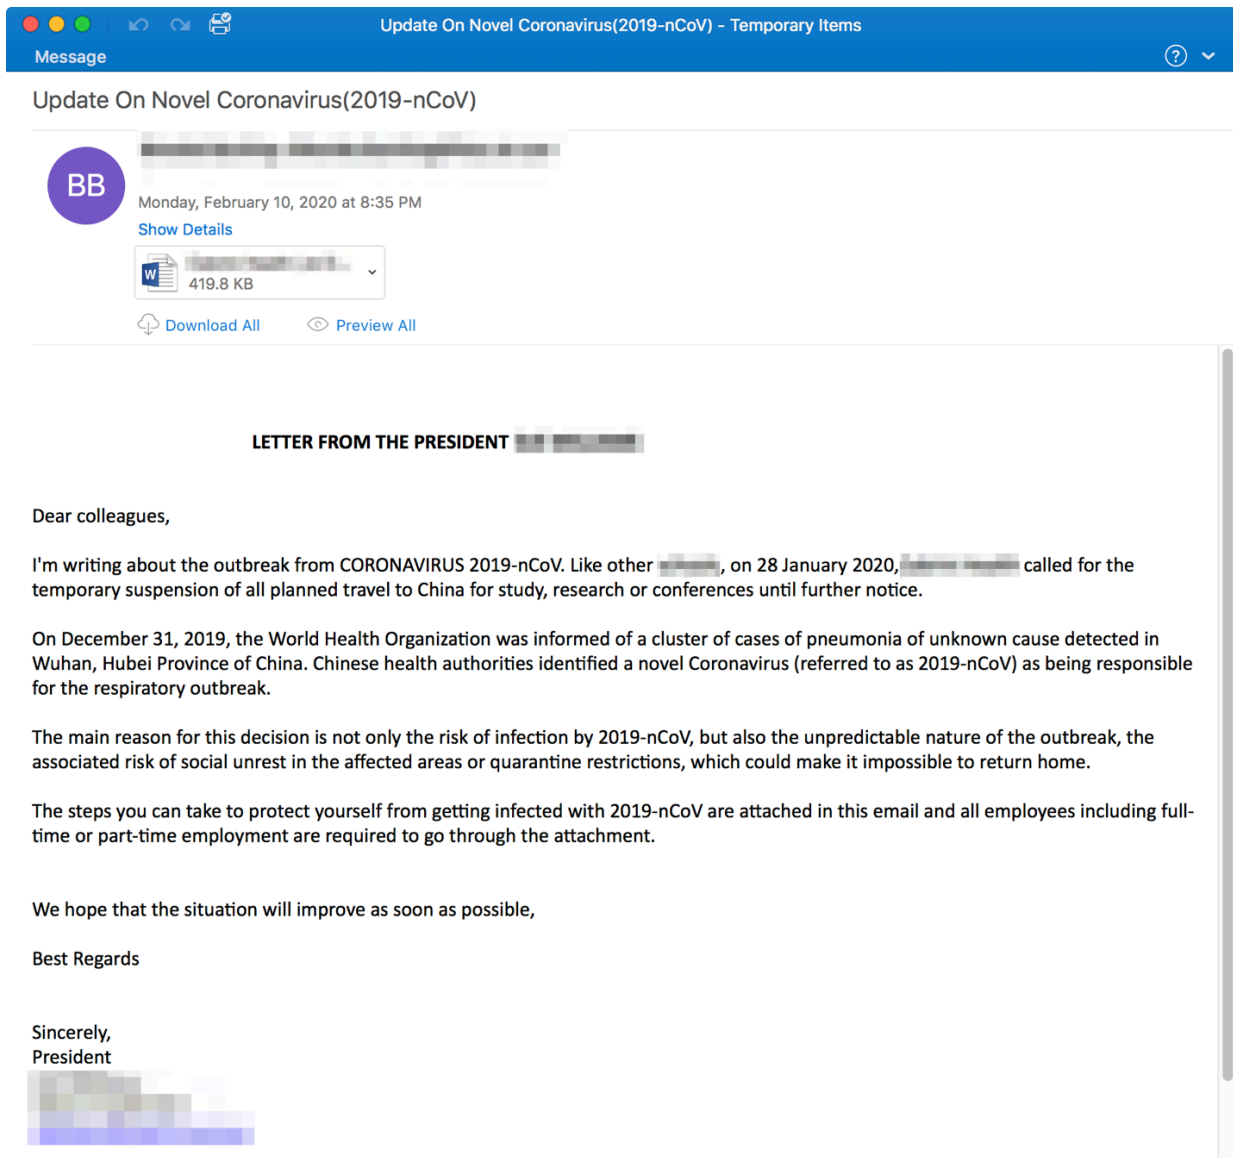 Update On Novel Coronavirus(2019-nCoV) - Temporary Items
Message
Update On Novel Coronavirus(2019-nCoV)
BB
Monday, February 10, 2020 at 8:35 PM
Show Details
W
419.8 KB
Download All Preview All
LETTER FROM THE PRESIDENT
Dear colleagues,
I'm writing about the outbreak from CORONAVIRUS 2019-nCoV. Like other , on 28 January 2020, called for the
temporary suspension of all planned travel to China for study, research or conferences until further notice.
On December 31, 2019, the World Health Organization was informed of a cluster of cases of pneumonia of unknown cause detected in
Wuhan, Hubei Province of China. Chinese health authorities identified a novel Coronavirus (referred to as 2019-nCoV) as being responsible
for the respiratory outbreak.
The main reason for this decision is not only the risk of infection by 2019-nCoV, but also the unpredictable nature of the outbreak, the
associated risk of social unrest in the affected areas or quarantine restrictions, which could make it impossible to return home.
The steps you can take to protect yourself from getting infected with 2019-nCoV are attached in this email and all employees including full-
time or part-time employment are required to go through the attachment.
We hope that the situation will improve as soon as possible,
Best Regards
Sincerely,
President